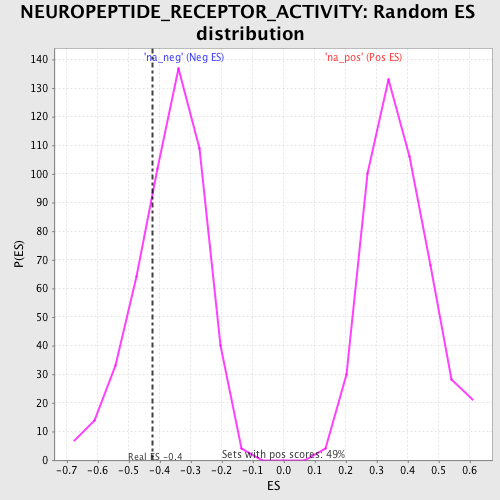 NEUROPEPTIDE_RECEPTOR_ACTIVITY: Random ES
distribution
'na_neg' (Neg ES)
'na_pos' (Pos ES)
140
130
120
110
100
90
80
70
60
50
40
30
20
10
0
P(ES)
Real ES -0.4
Sets with pos scores: 49%
-0.7 -0.6 -0.5 -0.4 -0.3 -0.2 -0.1 0.0 0.1 0.2 0.3 0.4 0.5 0.6
ES